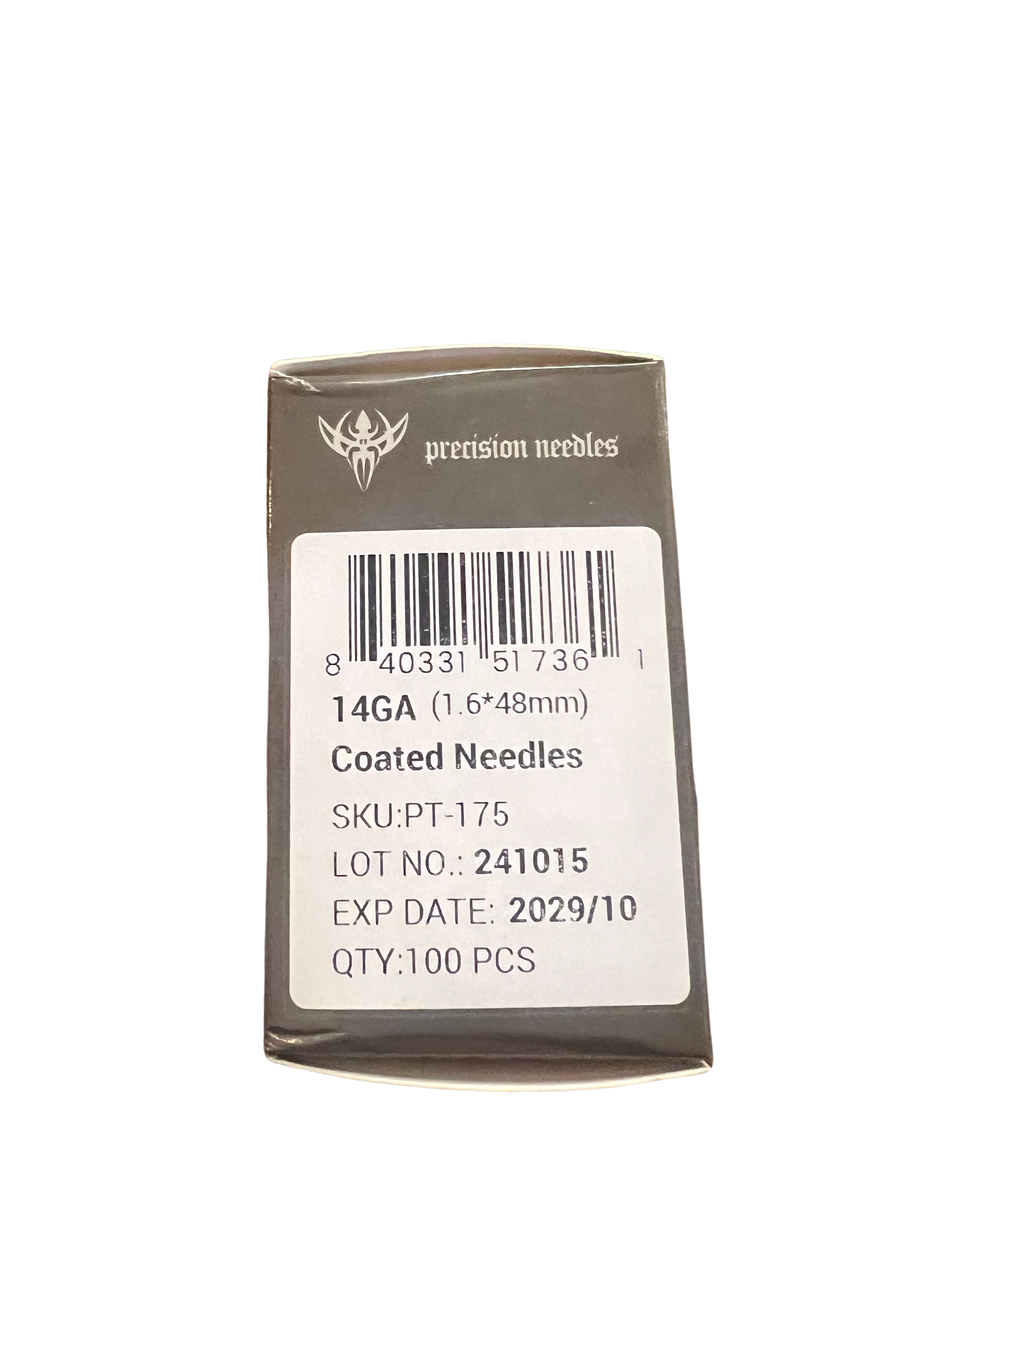 precision needles
8 40331 51736 1
14GA (1.6*48mm)
Coated Needles
SKU:PT-175
LOT NO.: 241015
EXP DATE: 2029/10
QTY:100 PCS